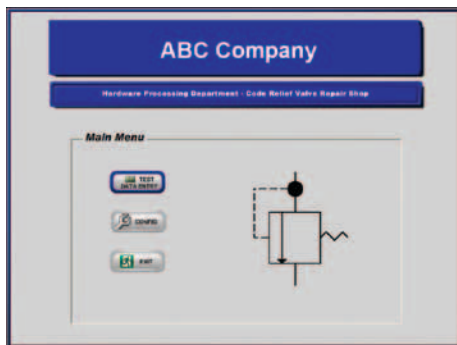 ABC Company
Hardware Processing Department - Code Relief Valve Repair Shop
Main Menu
TEST
DATA ENTRY
CONFIG
EXIT